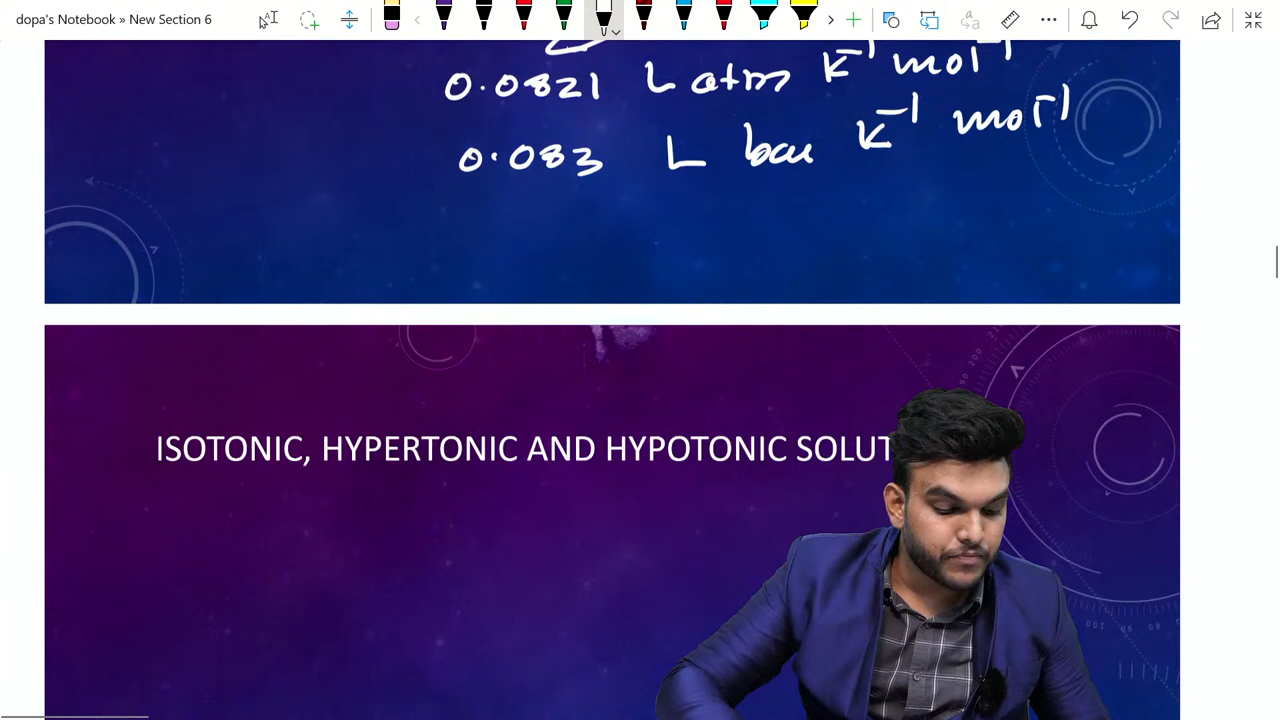 dopa's Notebook » New Section 6
0.0821 L atm K⁻¹ mol⁻¹
0.083 L bar K⁻¹ mol⁻¹
ISOTONIC, HYPERTONIC AND HYPOTONIC SOLUT